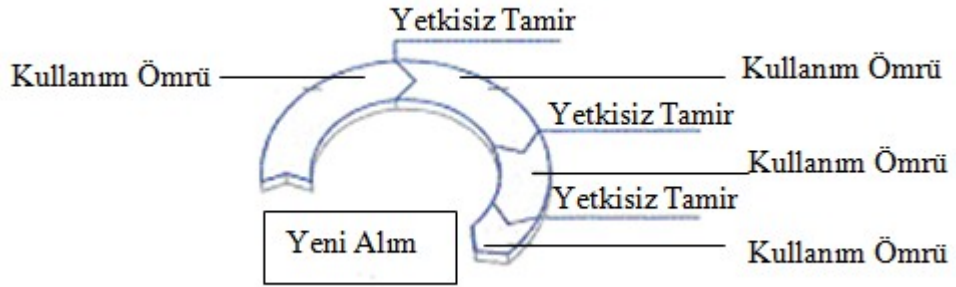 Yetkisiz Tamir
Kullanım Ömrü
Kullanım Ömrü
Yetkisiz Tamir
Kullanım Ömrü
Yetkisiz Tamir
Yeni Alım
Kullanım Ömrü